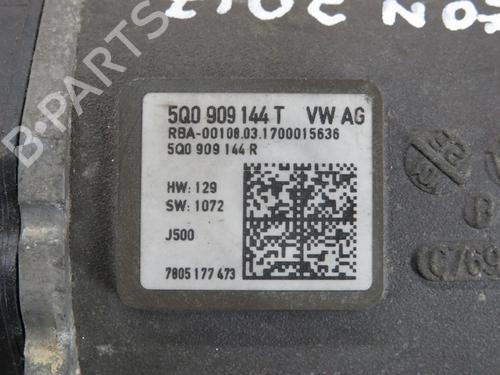 5Q0 909 144 T VW AG
RBA-00108.03.1700015636
5Q0 909 144 R
HW: 129
SW: 1072
J500
7805 177 473
B-PARTS